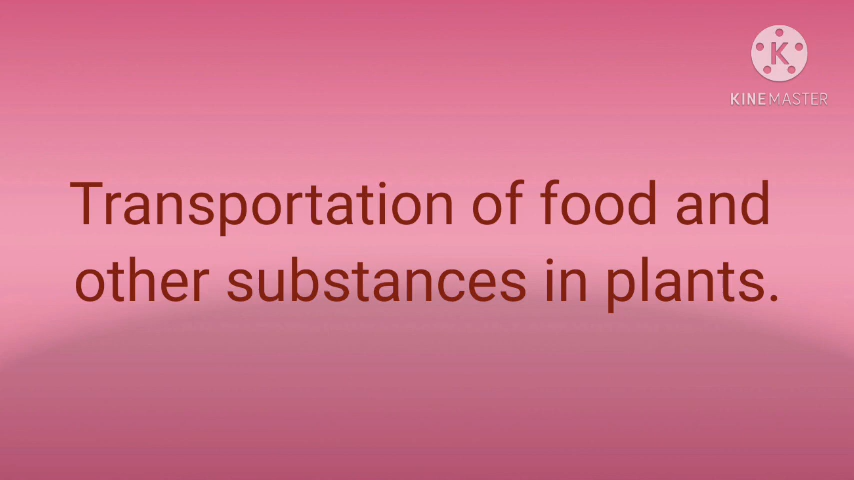 K
KINEMASTER
Transportation of food and
other substances in plants.